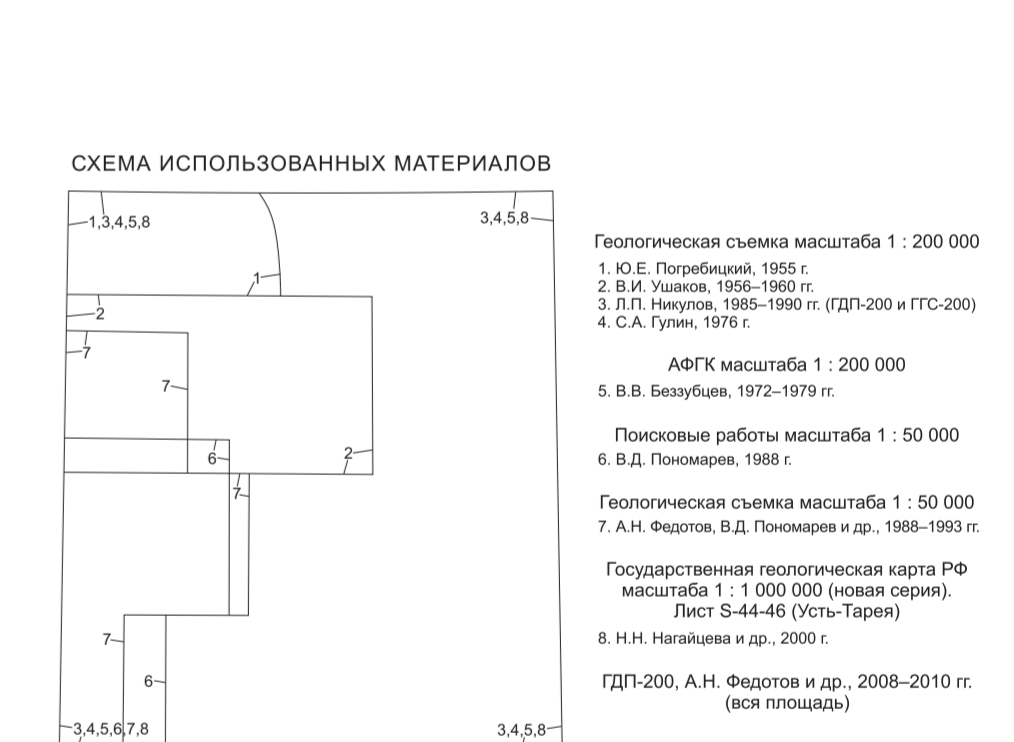 СХЕМА ИСПОЛЬЗОВАННЫХ МАТЕРИАЛОВ
1,3,4,5,8
3,4,5,8
1
2
7
7
6
2
7
7
6
3,4,5,6,7,8
3,4,5,8
Геологическая съемка масштаба 1 : 200 000
1. Ю.Е. Погребицкий, 1955 г.
2. В.И. Ушаков, 1956–1960 гг.
3. Л.П. Никулов, 1985–1990 гг. (ГДП-200 и ГГС-200)
4. С.А. Гулин, 1976 г.
АФГК масштаба 1 : 200 000
5. В.В. Беззубцев, 1972–1979 гг.
Поисковые работы масштаба 1 : 50 000
6. В.Д. Пономарев, 1988 г.
Геологическая съемка масштаба 1 : 50 000
7. А.Н. Федотов, В.Д. Пономарев и др., 1988–1993 гг.
Государственная геологическая карта РФ
масштаба 1 : 1 000 000 (новая серия).
Лист S-44-46 (Усть-Тарея)
8. Н.Н. Нагайцева и др., 2000 г.
ГДП-200, А.Н. Федотов и др., 2008–2010 гг.
(вся площадь)